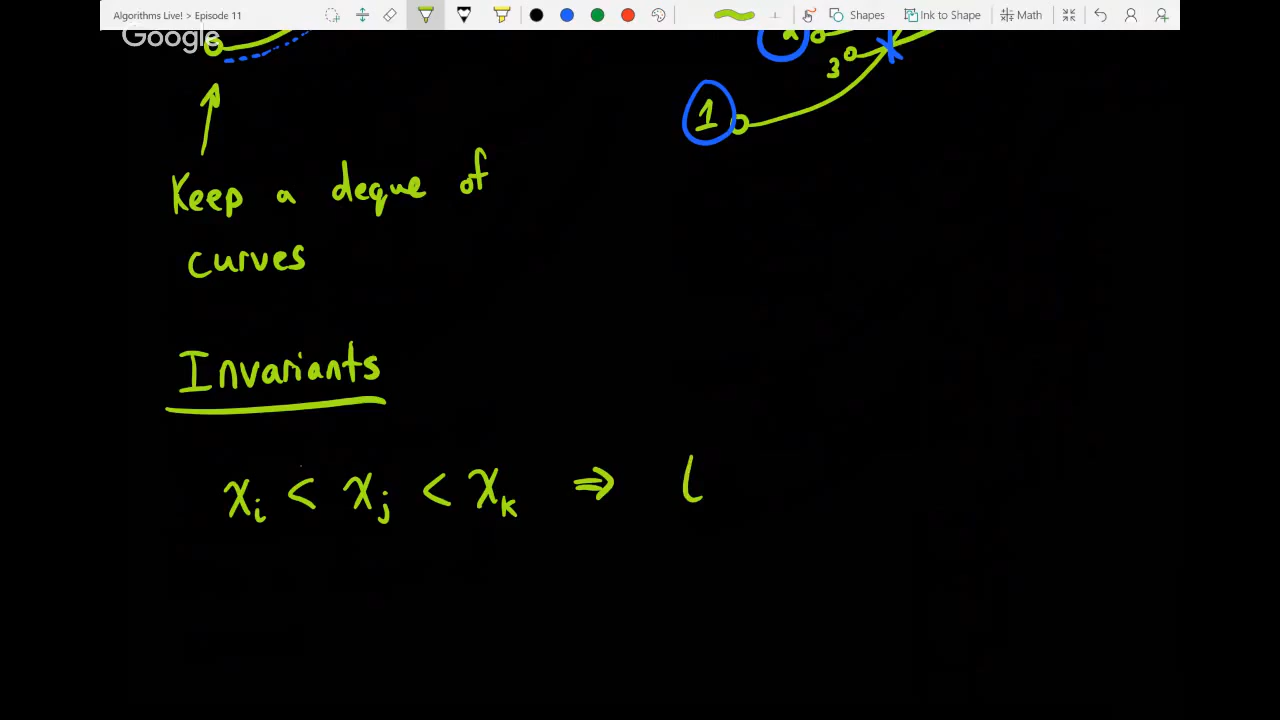 Algorithms Live! > Episode 11
Shapes
Ink to Shape
Math
Google
3
1
Keep a deque of
curves
Invariants
x_i < x_j < x_k ⇒ l